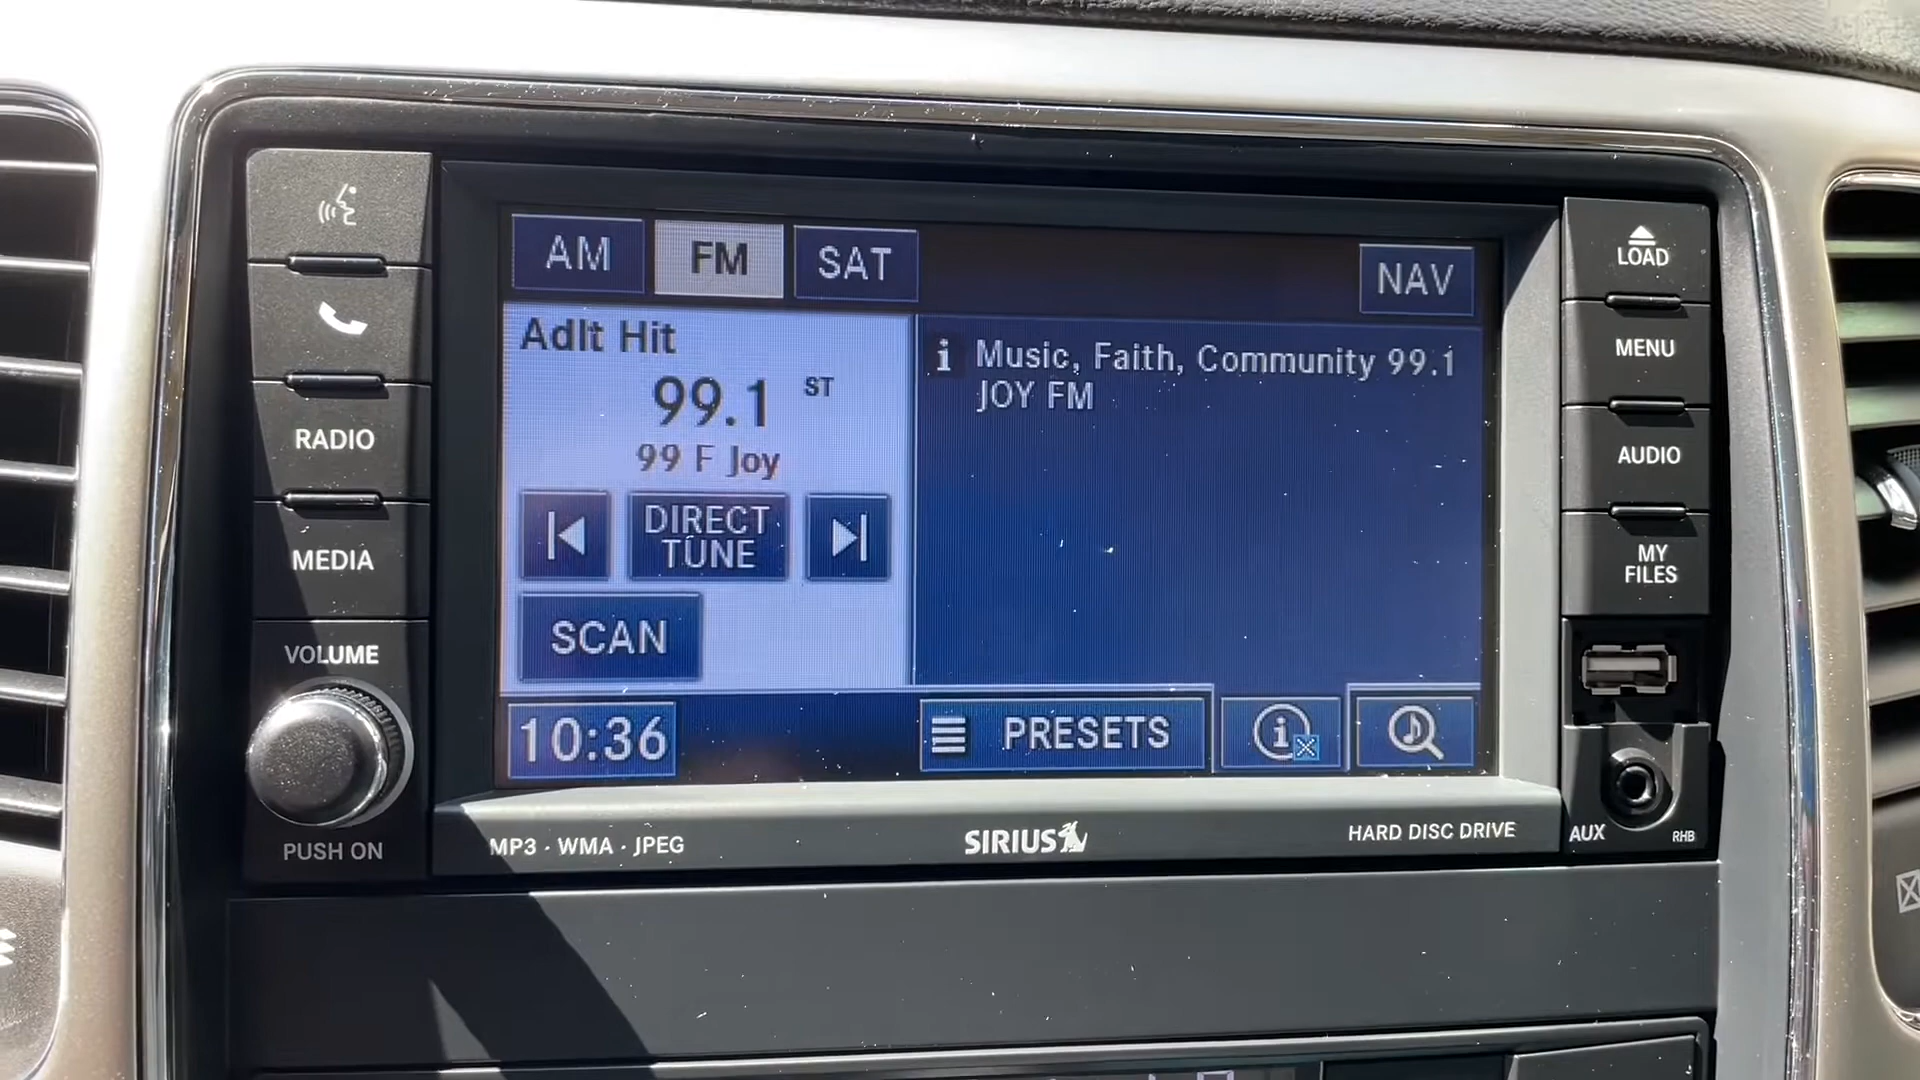 AM
FM
SAT
NAV
Adlt Hit
99.1 ST
99 F Joy
DIRECT
TUNE
SCAN
i Music, Faith, Community 99.1
JOY FM
10:36
PRESETS
i
RADIO
MEDIA
VOLUME
PUSH ON
LOAD
MENU
AUDIO
MY
FILES
AUX
RHB
MP3 · WMA · JPEG
SIRIUS
HARD DISC DRIVE